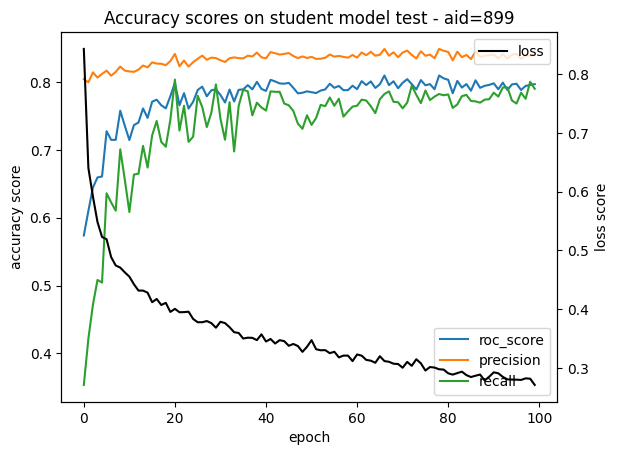 Accuracy scores on student model test - aid=899
loss
0.8
0.7
0.6
0.5
0.4
accuracy score
0.8
0.7
0.6
0.5
0.4
0.3
loss score
roc_score
precision
recall
0
20
40
60
80
100
epoch